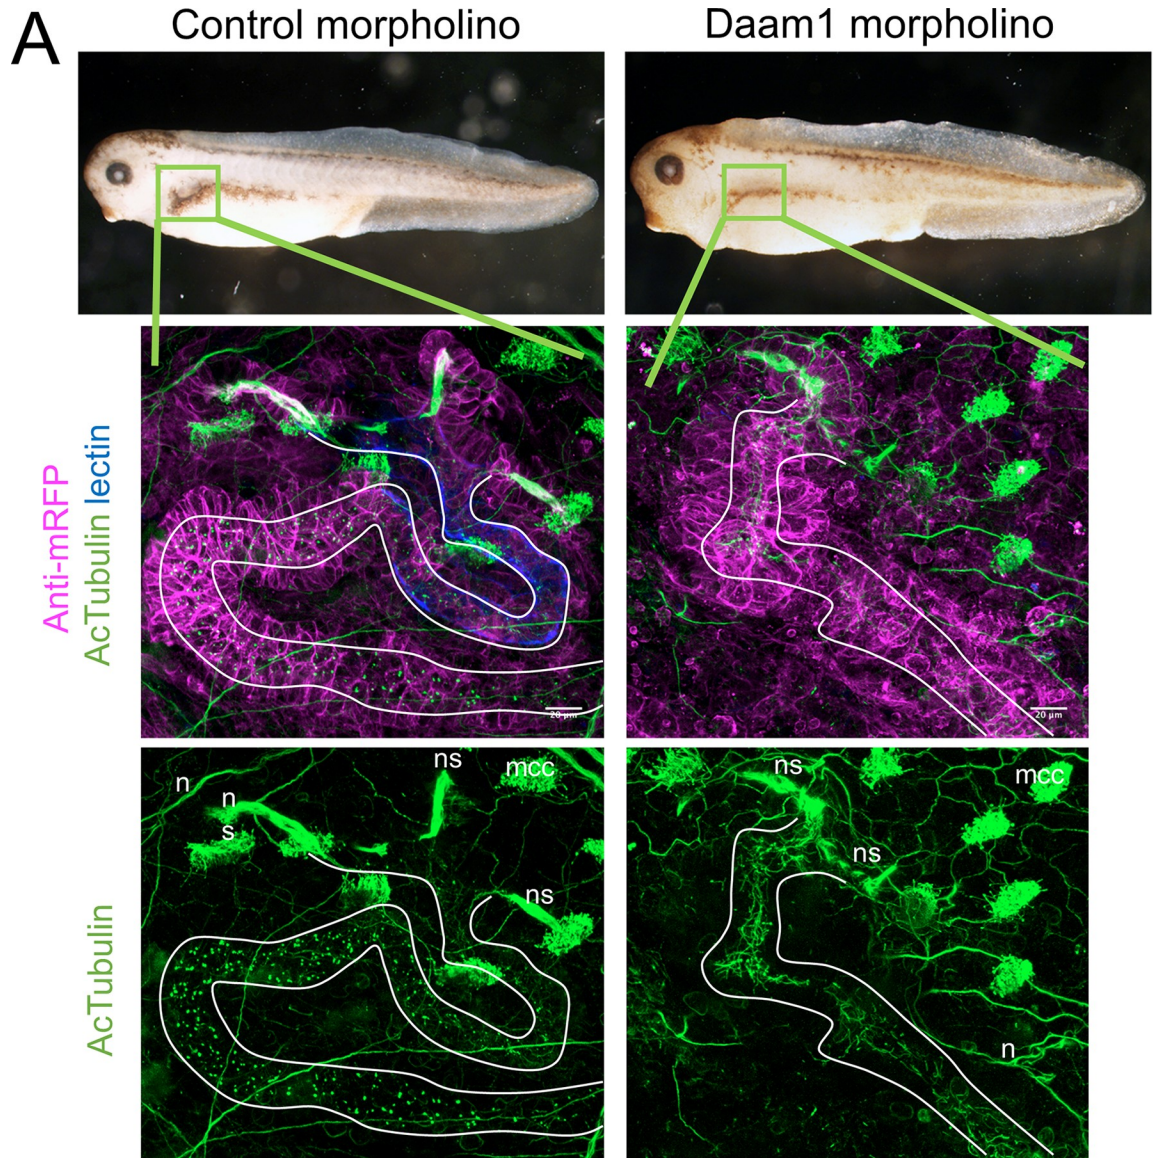 A
Control morpholino
Daam1 morpholino
Anti-mRFP
AcTubulin lectin
20 µm
20 µm
AcTubulin
n
n
s
ns
mcc
ns
ns
mcc
ns
n